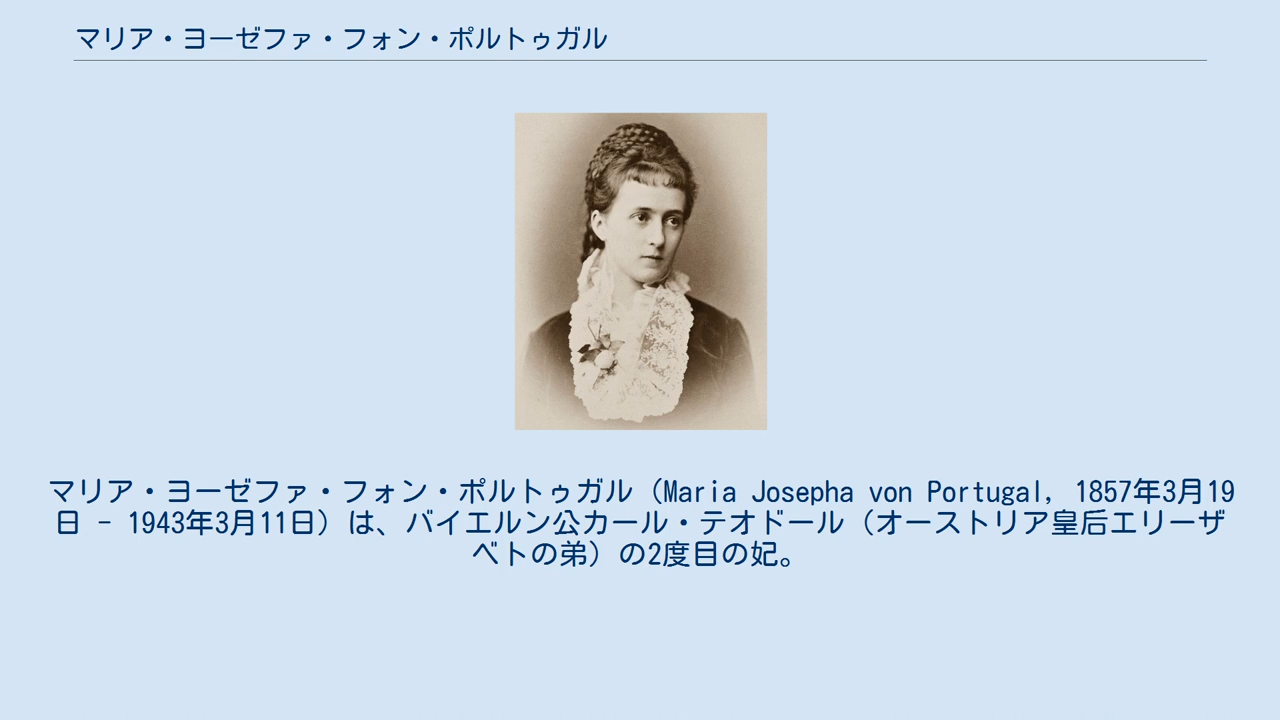 マリア・ヨーゼファ・フォン・ポルトゥガル
マリア・ヨーゼファ・フォン・ポルトゥガル（Maria Josepha von Portugal, 1857年3月19
日 - 1943年3月11日）は、バイエルン公カール・テオドール（オーストリア皇后エリーザ
ベトの弟）の2度目の妃。